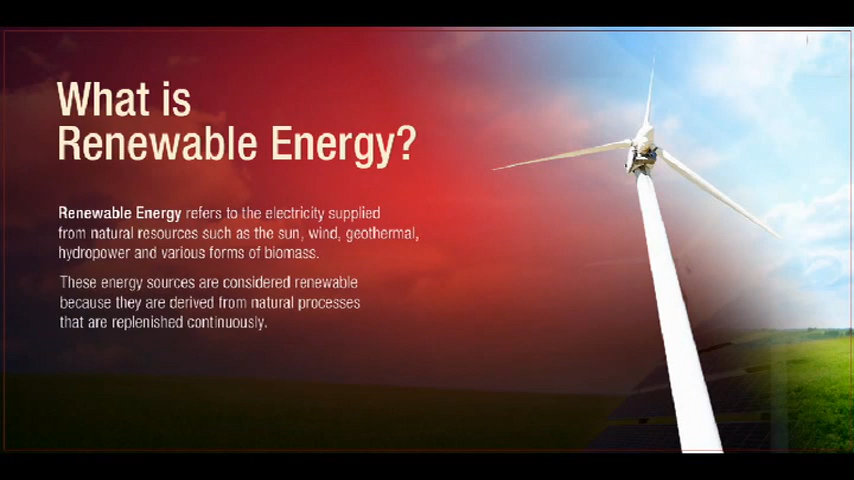 What is
Renewable Energy?
Renewable Energy refers to the electricity supplied
from natural resources such as the sun, wind, geothermal,
hydropower and various forms of biomass.
These energy sources are considered renewable
because they are derived from natural processes
that are replenished continuously.